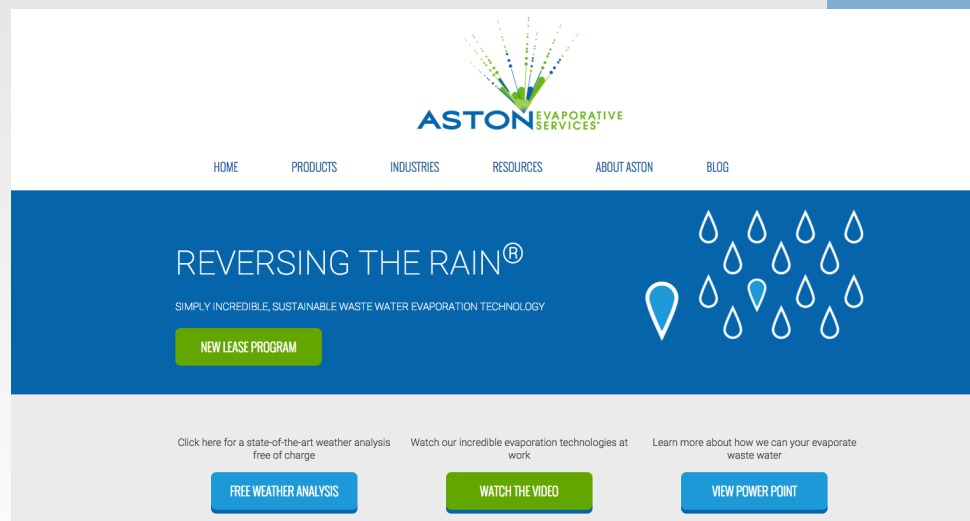 ASTON EVAPORATIVE
SERVICES®
HOME PRODUCTS INDUSTRIES RESOURCES ABOUT ASTON BLOG
REVERSING THE RAIN®
SIMPLY INCREDIBLE, SUSTAINABLE WASTE WATER EVAPORATION TECHNOLOGY
NEW LEASE PROGRAM
Click here for a state-of-the-art weather analysis
free of charge
FREE WEATHER ANALYSIS
Watch our incredible evaporation technologies at
work
WATCH THE VIDEO
Learn more about how we can your evaporate
waste water
VIEW POWER POINT